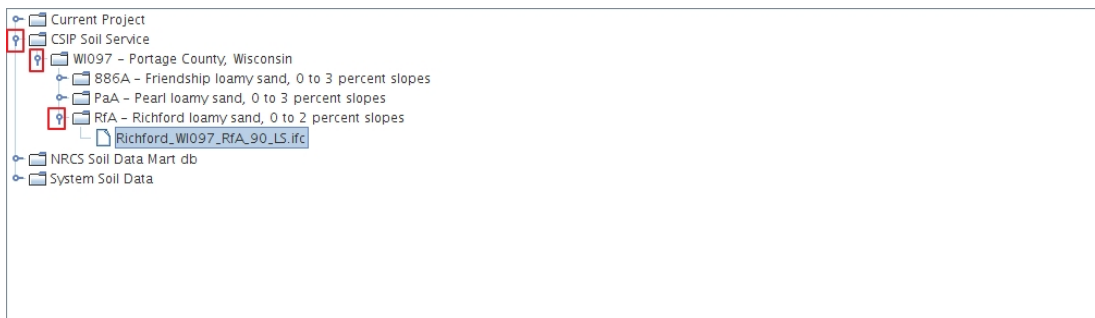 Current Project
CSIP Soil Service
WI097 – Portage County, Wisconsin
886A – Friendship loamy sand, 0 to 3 percent slopes
PaA – Pearl loamy sand, 0 to 3 percent slopes
RfA – Richford loamy sand, 0 to 2 percent slopes
Richford_WI097_RfA_90_LS.ifc
NRCS Soil Data Mart db
System Soil Data